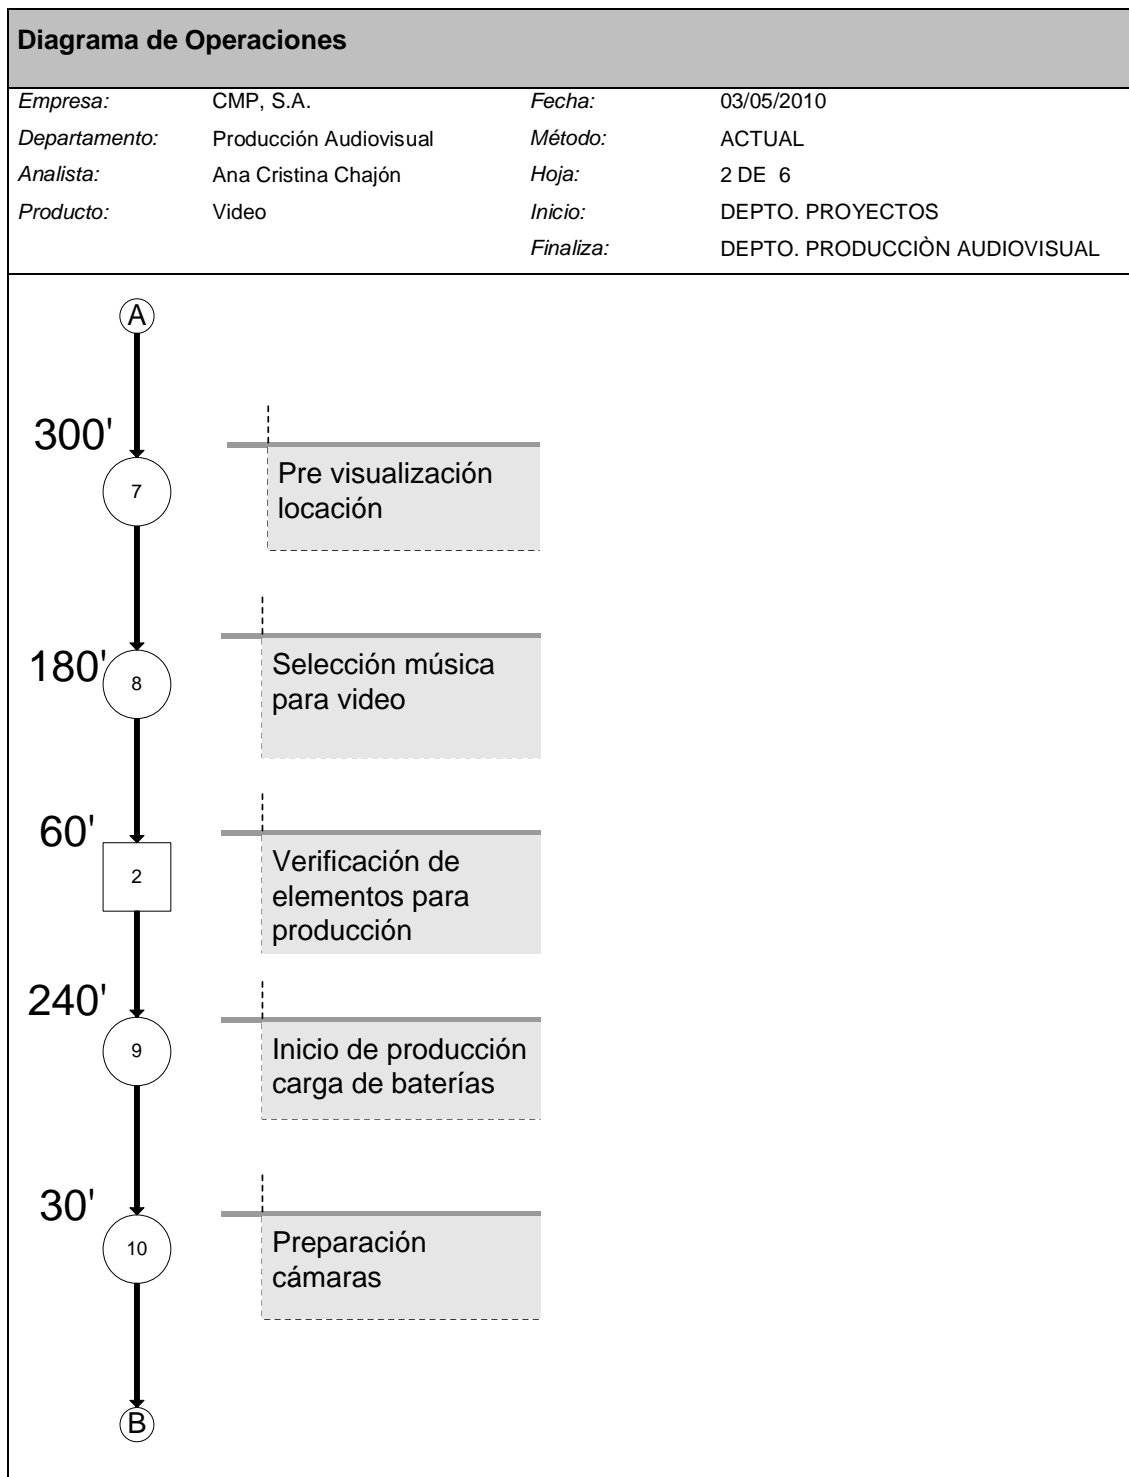 Diagrama de Operaciones
Empresa: CMP, S.A. Fecha: 03/05/2010
Departamento: Producción Audiovisual Método: ACTUAL
Analista: Ana Cristina Chajón Hoja: 2 DE 6
Producto: Video Inicio: DEPTO. PROYECTOS
Finaliza: DEPTO. PRODUCCIÒN AUDIOVISUAL
A
300'
7
Pre visualización
locación
180'
8
Selección música
para video
60'
2
Verificación de
elementos para
producción
240'
9
Inicio de producción
carga de baterías
30'
10
Preparación
cámaras
B